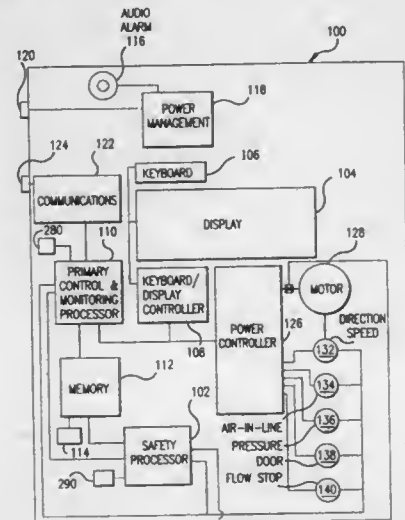 AUDIO
ALARM
116
100
120
POWER
MANAGEMENT
118
124
122
KEYBOARD
106
COMMUNICATIONS
104
DISPLAY
280
110
128
PRIMARY
CONTROL &
MONITORING
PROCESSOR
KEYBOARD/
DISPLAY
CONTROLLER
108
POWER
CONTROLLER
126
MOTOR
DIRECTION
SPEED
132
MEMORY
112
102
AIR-IN-LINE
134
114
SAFETY
PROCESSOR
PRESSURE
136
DOOR
138
290
FLOW STOP
140